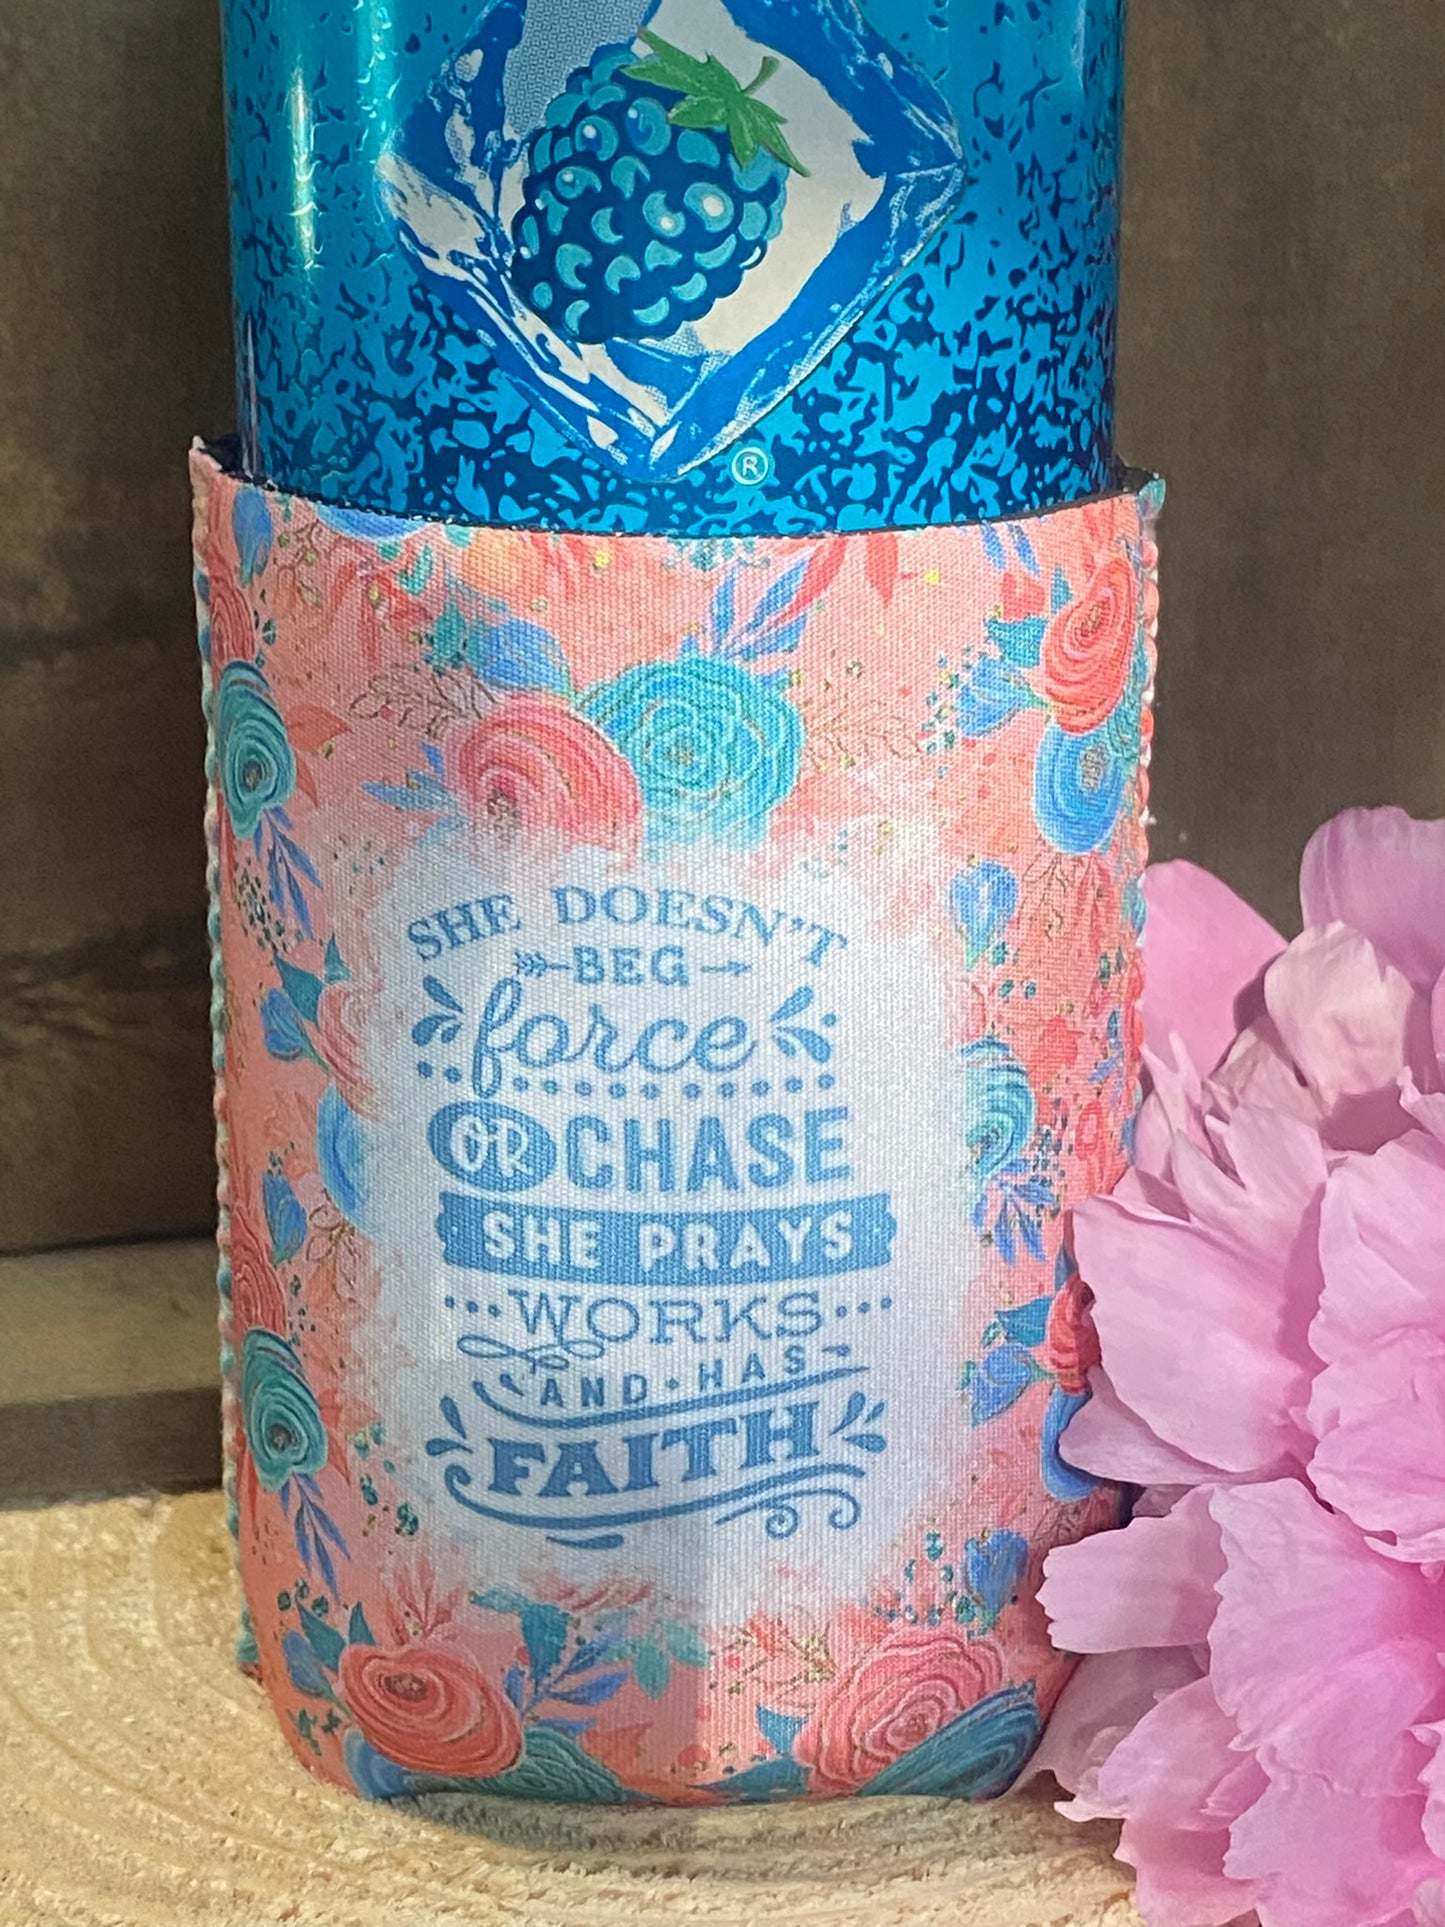 ®
SHE DOESN'T
BEG
force
OR CHASE
SHE PRAYS
WORKS
AND HAS
FAITH